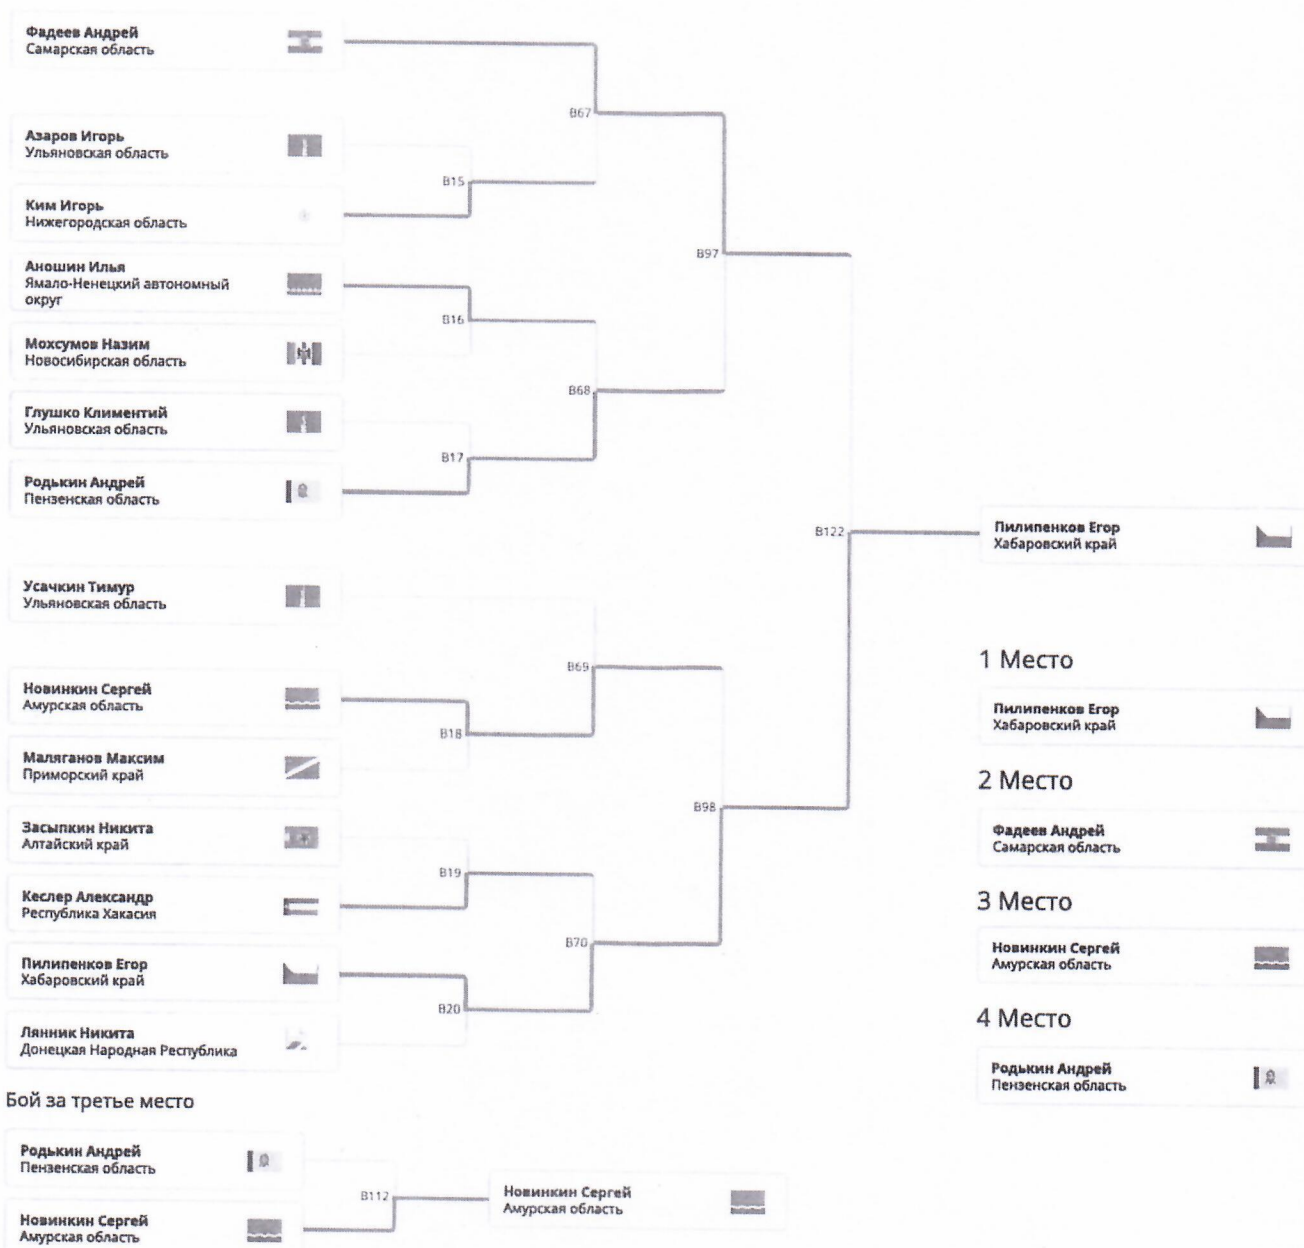 Фадеев Андрей
Самарская область
B67
Азаров Игорь
Ульяновская область
B15
Ким Игорь
Нижегородская область
B97
Аношин Илья
Ямало-Ненецкий автономный
округ
B16
Мохсумов Назим
Новосибирская область
B68
Глушко Климентий
Ульяновская область
B17
Родькин Андрей
Пензенская область
B122
Пилипенков Егор
Хабаровский край
Усачкин Тимур
Ульяновская область
B69
Новинкин Сергей
Амурская область
B18
Маляганов Максим
Приморский край
B98
Засыпкин Никита
Алтайский край
B19
Кеслер Александр
Республика Хакасия
B70
Пилипенков Егор
Хабаровский край
B20
Лянник Никита
Донецкая Народная Республика
1 Место
Пилипенков Егор
Хабаровский край
2 Место
Фадеев Андрей
Самарская область
3 Место
Новинкин Сергей
Амурская область
4 Место
Родькин Андрей
Пензенская область
Бой за третье место
Родькин Андрей
Пензенская область
B112
Новинкин Сергей
Амурская область
Новинкин Сергей
Амурская область